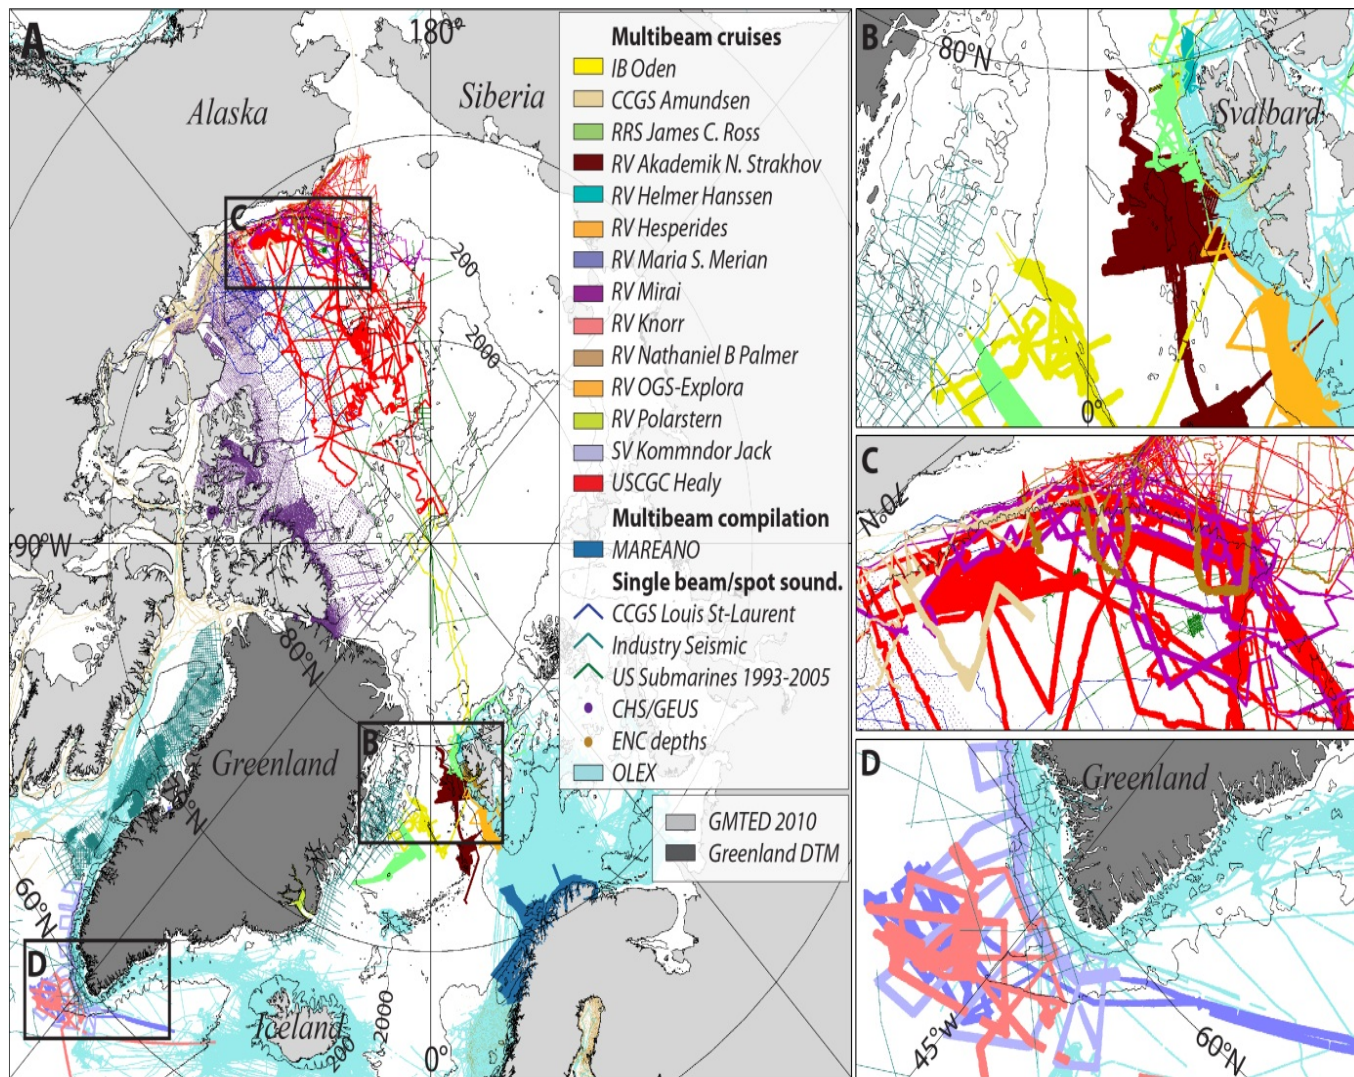 A
180°
Alaska
Siberia
C
200
2000
90°W
80°N
Greenland
70°N
B
60°N
D
Iceland
200
2000
0°
Multibeam cruises
IB Oden
CCGS Amundsen
RRS James C. Ross
RV Akademik N. Strakhov
RV Helmer Hanssen
RV Hesperides
RV Maria S. Merian
RV Mirai
RV Knorr
RV Nathaniel B Palmer
RV OGS-Explora
RV Polarstern
SV Kommndor Jack
USCGC Healy
Multibeam compilation
MAREANO
Single beam/spot sound.
CCGS Louis St-Laurent
Industry Seismic
US Submarines 1993-2005
CHS/GEUS
ENC depths
OLEX
GMTED 2010
Greenland DTM
B
80°N
Svalbard
0°
C
70°N
D
Greenland
45°W
60°N